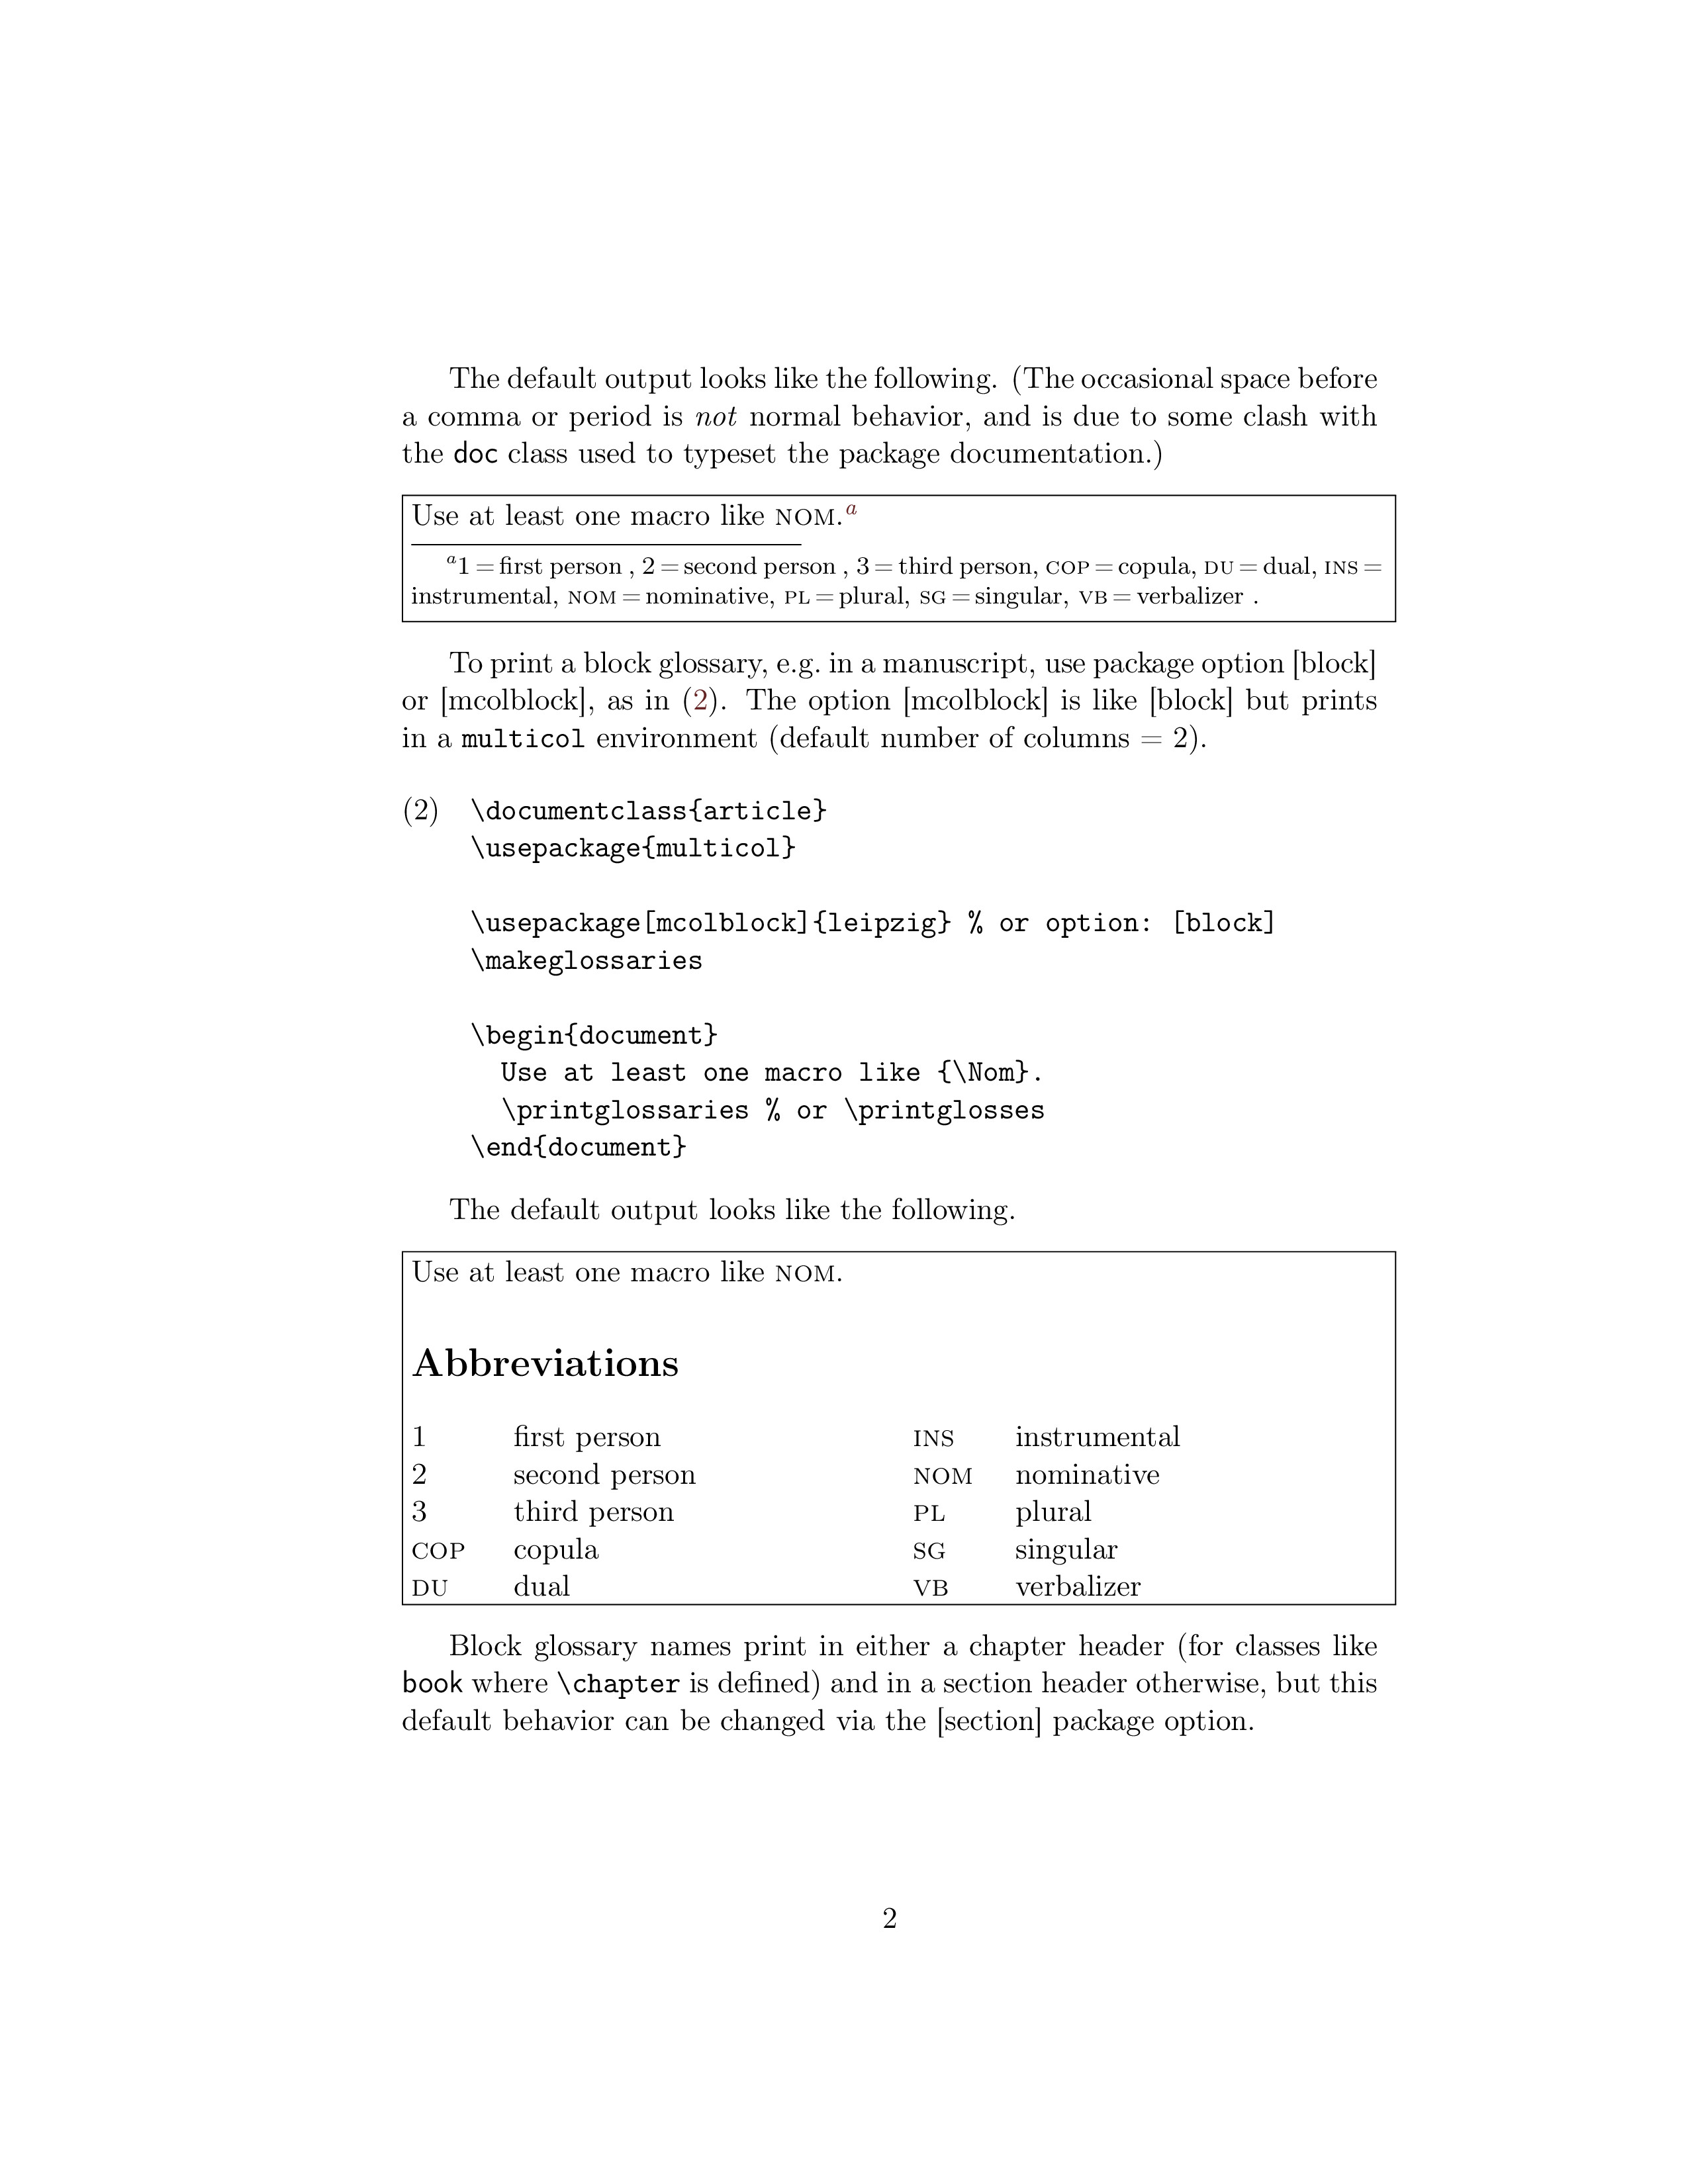 The default output looks like the following. (The occasional space before
a comma or period is not normal behavior, and is due to some clash with
the doc class used to typeset the package documentation.)
Use at least one macro like NOM.a
a1 = first person , 2 = second person , 3 = third person, COP = copula, DU = dual, INS =
instrumental, NOM = nominative, PL = plural, SG = singular, VB = verbalizer .
To print a block glossary, e.g. in a manuscript, use package option [block]
or [mcolblock], as in (2). The option [mcolblock] is like [block] but prints
in a multicol environment (default number of columns = 2).
(2) \documentclass{article}
\usepackage{multicol}
\usepackage[mcolblock]{leipzig} % or option: [block]
\makeglossaries
\begin{document}
Use at least one macro like {\Nom}.
\printglossaries % or \printglosses
\end{document}
The default output looks like the following.
Use at least one macro like NOM.
Abbreviations
1 first person
2 second person
3 third person
COP copula
DU dual
INS instrumental
NOM nominative
PL plural
SG singular
VB verbalizer
Block glossary names print in either a chapter header (for classes like
book where \chapter is defined) and in a section header otherwise, but this
default behavior can be changed via the [section] package option.
2